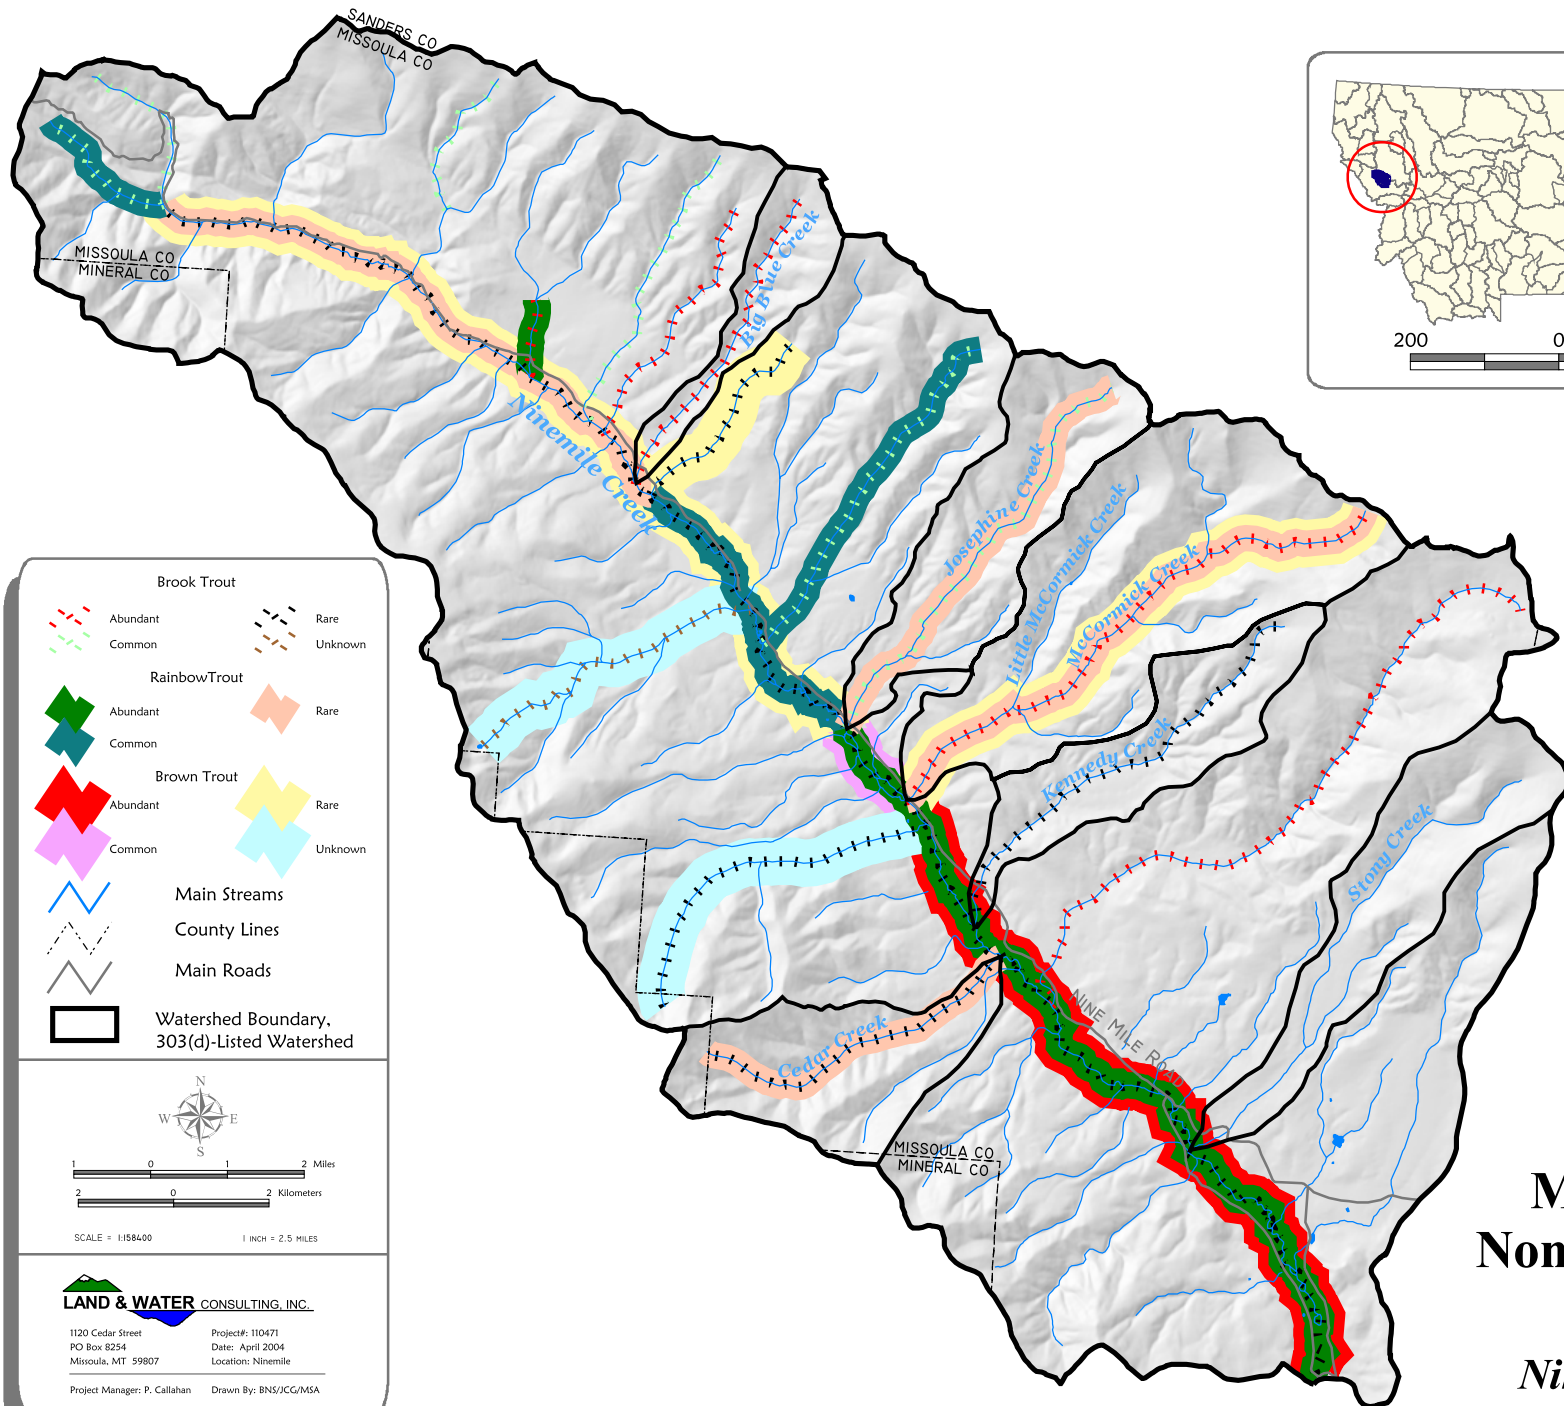 SANDERS CO
MISSOULA CO
MISSOULA CO
MINERAL CO
Big Blue Creek
Ninemile Creek
Josephine Creek
Little McCormick Creek
McCormick Creek
Kennedy Creek
Stony Creek
Cedar Creek
NINE MILE ROAD
MISSOULA CO
MINERAL CO
200 0
Brook Trout
Abundant Rare
Common Unknown
RainbowTrout
Abundant Rare
Common
Brown Trout
Abundant Rare
Common Unknown
Main Streams
County Lines
Main Roads
Watershed Boundary,
303(d)-Listed Watershed
N
W E
S
1 0 1 2 Miles
2 0 2 Kilometers
SCALE = 1:158400 1 INCH = 2.5 MILES
LAND & WATER CONSULTING, INC.
1120 Cedar Street Project#: 110471
PO Box 8254 Date: April 2004
Missoula, MT 59807 Location: Ninemile
Project Manager: P. Callahan Drawn By: BNS/JCG/MSA
Non